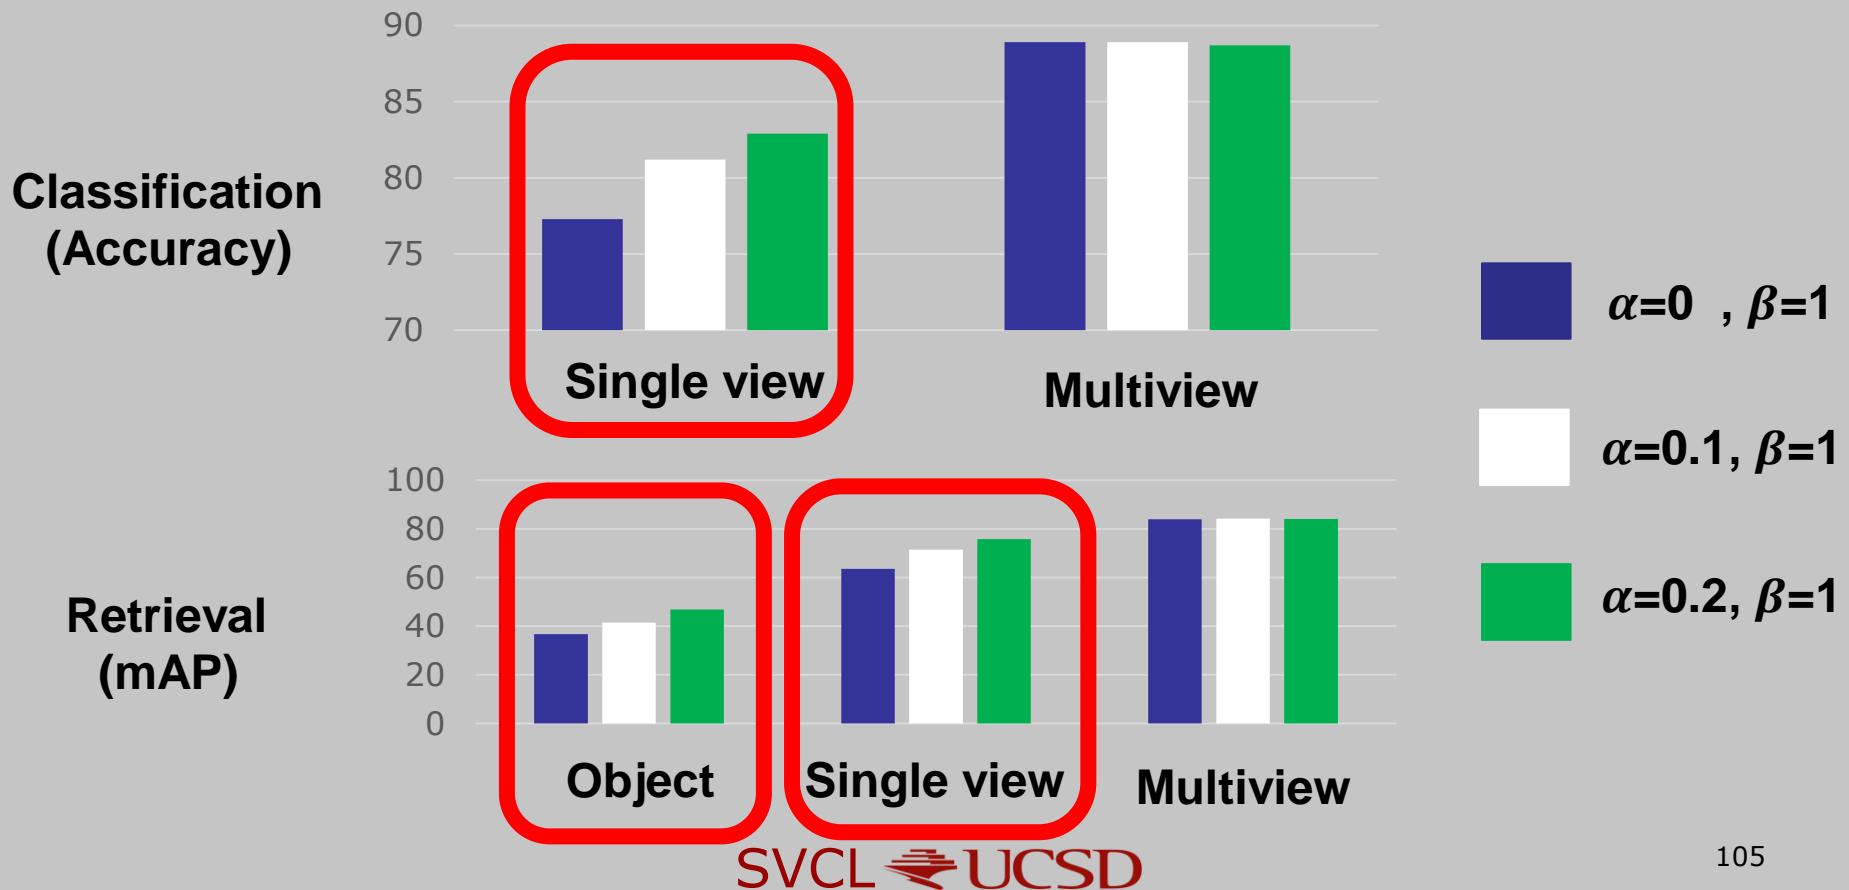 90
85
80
75
70
Classification
(Accuracy)
Single view
Multiview
α=0 , β=1
α=0.1, β=1
α=0.2, β=1
100
80
60
40
20
0
Retrieval
(mAP)
Object
Single view
Multiview
SVCL UCSD
105